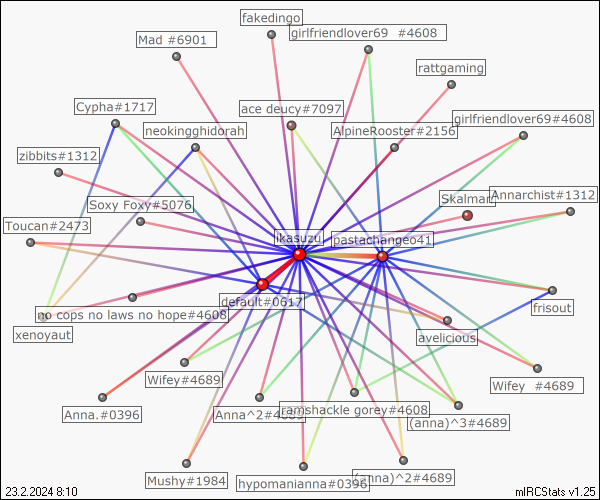 fakedingo
girlfriendlover69 #4608
Mad #6901
rattgaming
Cypha#1717
ace deucy#7097
girlfriendlover69#4608
neokingghidorah
AlpineRooster#2156
zibbits#1312
Skalman
Annarchist#1312
Soxy Foxy#5076
Toucan#2473
ikasuzu
pastachangeo41
default#0617
frisout
no cops no laws no hope#4608
xenoyaut
avelicious
Wifey#4689
Wifey #4689
Anna.#0396
Anna^2#4689
ramshackle gorey#4608
(anna)^3#4689
Mushy#1984
hypomanianna#0396
(anna)^2#4689
23.2.2024 8:10
mIRCStats v1.25